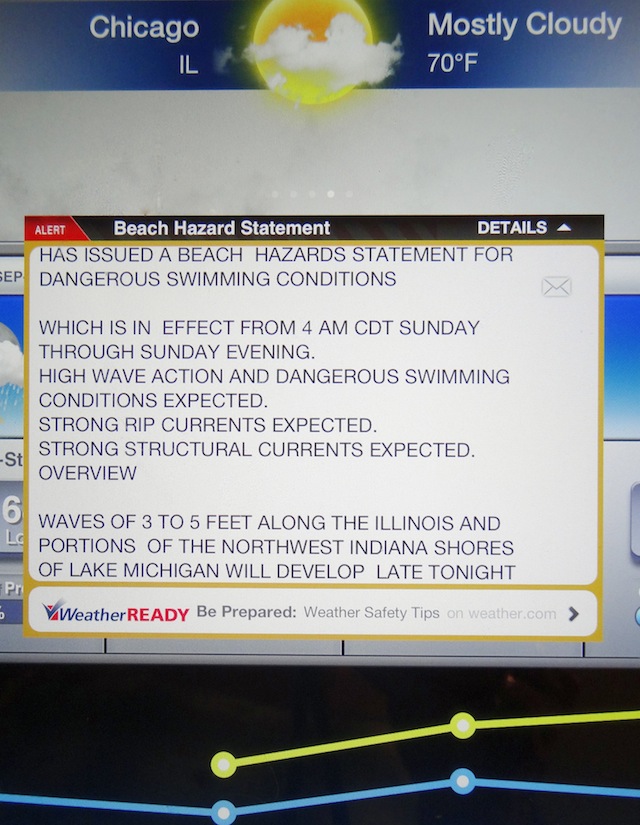 Chicago
IL
Mostly Cloudy
70°F
ALERT Beach Hazard Statement DETAILS
HAS ISSUED A BEACH HAZARDS STATEMENT FOR
DANGEROUS SWIMMING CONDITIONS
WHICH IS IN EFFECT FROM 4 AM CDT SUNDAY
THROUGH SUNDAY EVENING.
HIGH WAVE ACTION AND DANGEROUS SWIMMING
CONDITIONS EXPECTED.
STRONG RIP CURRENTS EXPECTED.
STRONG STRUCTURAL CURRENTS EXPECTED.
OVERVIEW
WAVES OF 3 TO 5 FEET ALONG THE ILLINOIS AND
PORTIONS OF THE NORTHWEST INDIANA SHORES
OF LAKE MICHIGAN WILL DEVELOP LATE TONIGHT
WeatherREADY Be Prepared: Weather Safety Tips on weather.com
SEP
-St
6
Lo
Pr
%